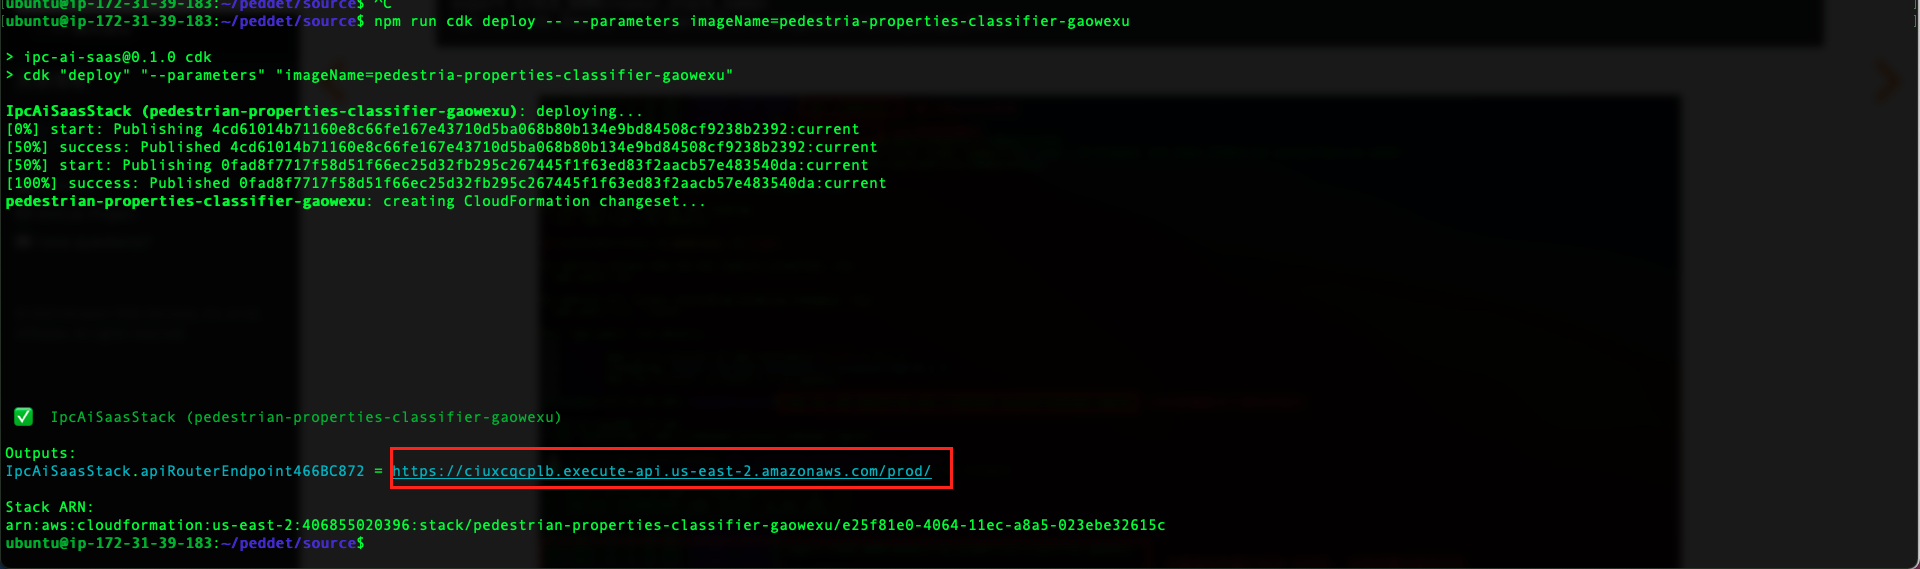 ubuntu@ip-172-31-39-183:~/peddet/source$ ^C
ubuntu@ip-172-31-39-183:~/peddet/source$ npm run cdk deploy -- --parameters imageName=pedestria-properties-classifier-gaowexu
> ipc-ai-saas@0.1.0 cdk
> cdk "deploy" "--parameters" "imageName=pedestria-properties-classifier-gaowexu"
IpcAiSaasStack (pedestrian-properties-classifier-gaowexu): deploying...
[0%] start: Publishing 4cd61014b71160e8c66fe167e43710d5ba068b80b134e9bd84508cf9238b2392:current
[50%] success: Published 4cd61014b71160e8c66fe167e43710d5ba068b80b134e9bd84508cf9238b2392:current
[50%] start: Publishing 0fad8f7717f58d51f66ec25d32fb295c267445f1f63ed83f2aacb57e483540da:current
[100%] success: Published 0fad8f7717f58d51f66ec25d32fb295c267445f1f63ed83f2aacb57e483540da:current
pedestrian-properties-classifier-gaowexu: creating CloudFormation changeset...
✅ IpcAiSaasStack (pedestrian-properties-classifier-gaowexu)
Outputs:
IpcAiSaasStack.apiRouterEndpoint466BC872 = https://ciuxcqcplb.execute-api.us-east-2.amazonaws.com/prod/
Stack ARN:
arn:aws:cloudformation:us-east-2:406855020396:stack/pedestrian-properties-classifier-gaowexu/e25f81e0-4064-11ec-a8a5-023ebe32615c
ubuntu@ip-172-31-39-183:~/peddet/source$